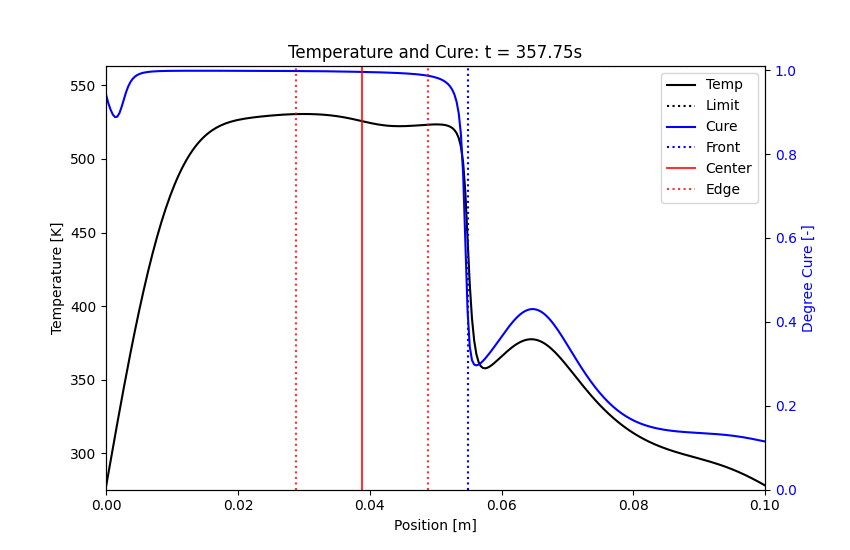 Temperature and Cure: t = 357.75s
Temperature [K]
550
500
450
400
350
300
0.00
0.02
0.04
0.06
0.08
0.10
Position [m]
1.0
0.8
0.6
0.4
0.2
0.0
Degree Cure [-]
Temp
Limit
Cure
Front
Center
Edge